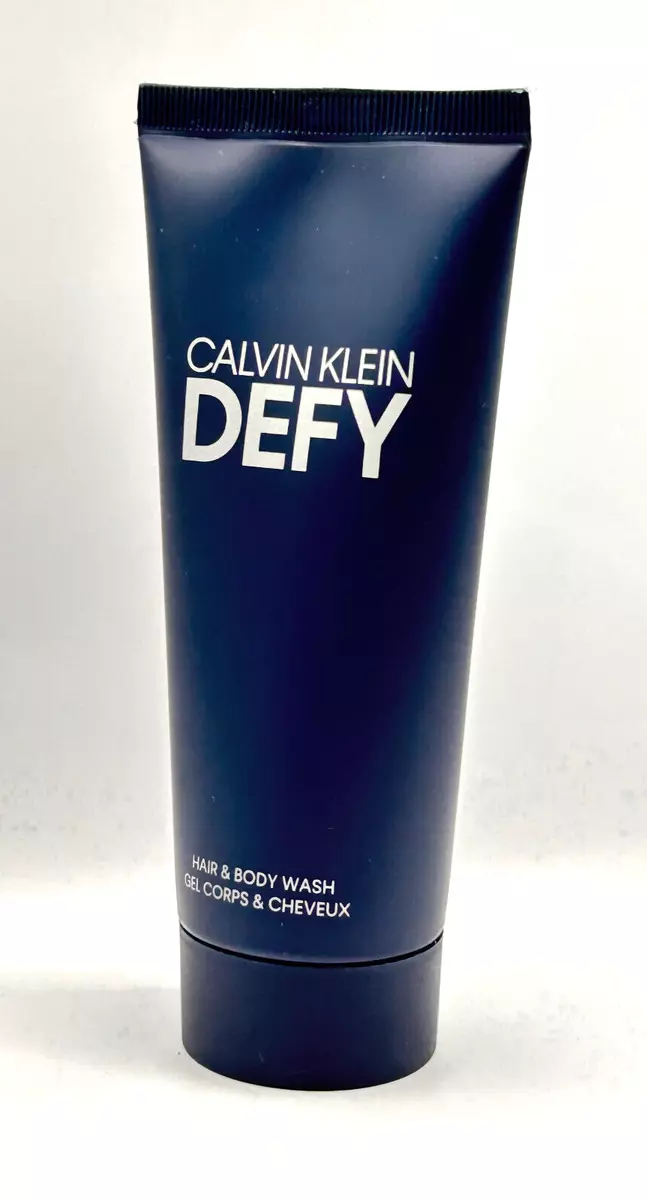 CALVIN KLEIN
DEFY
HAIR & BODY WASH
GEL CORPS & CHEVEUX